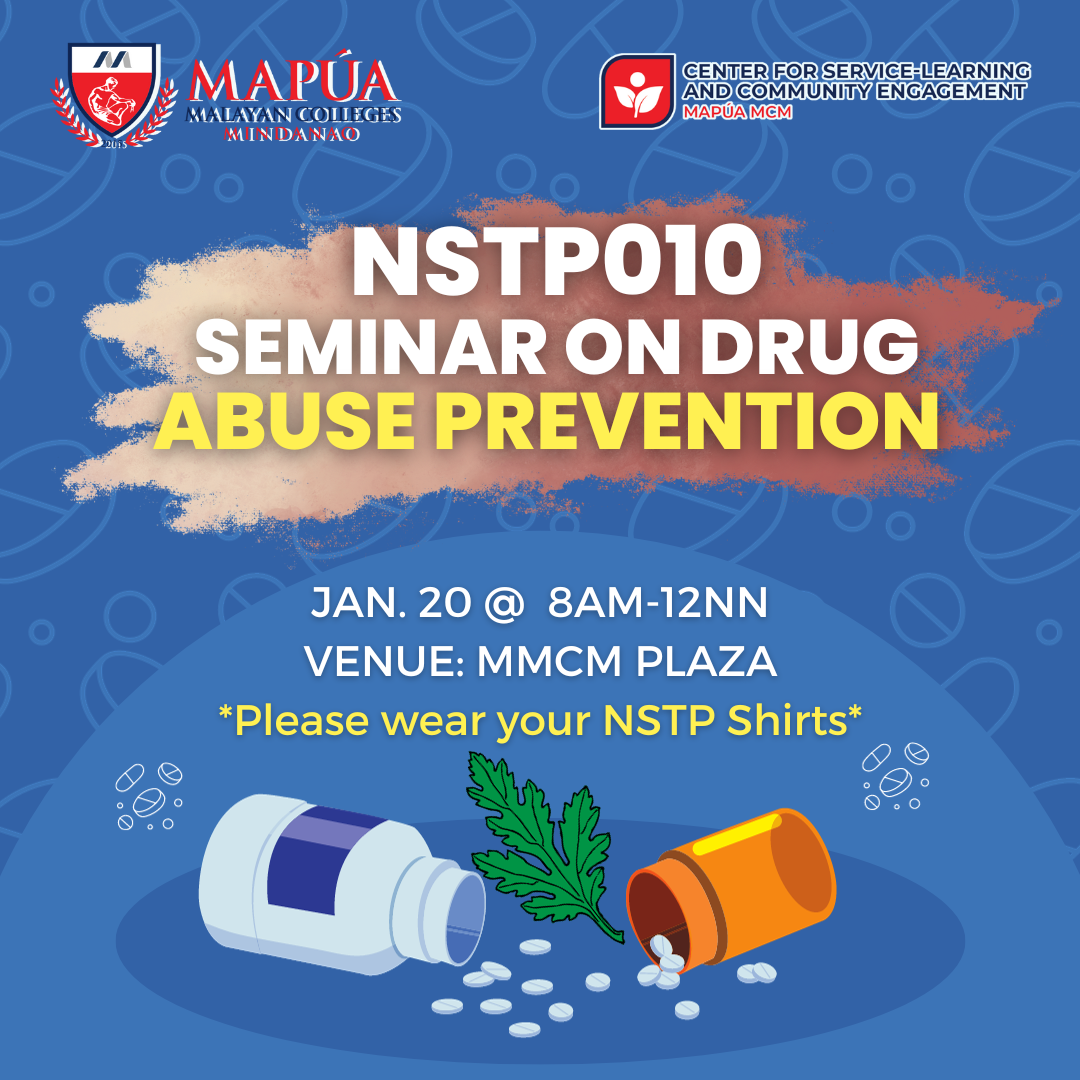 MAPÚA
MALAYAN COLLEGES
MINDANAO
2015
CENTER FOR SERVICE-LEARNING
AND COMMUNITY ENGAGEMENT
MAPÚA MCM
NSTP010
SEMINAR ON DRUG
ABUSE PREVENTION
JAN. 20 @ 8AM-12NN
VENUE: MMCM PLAZA
*Please wear your NSTP Shirts*